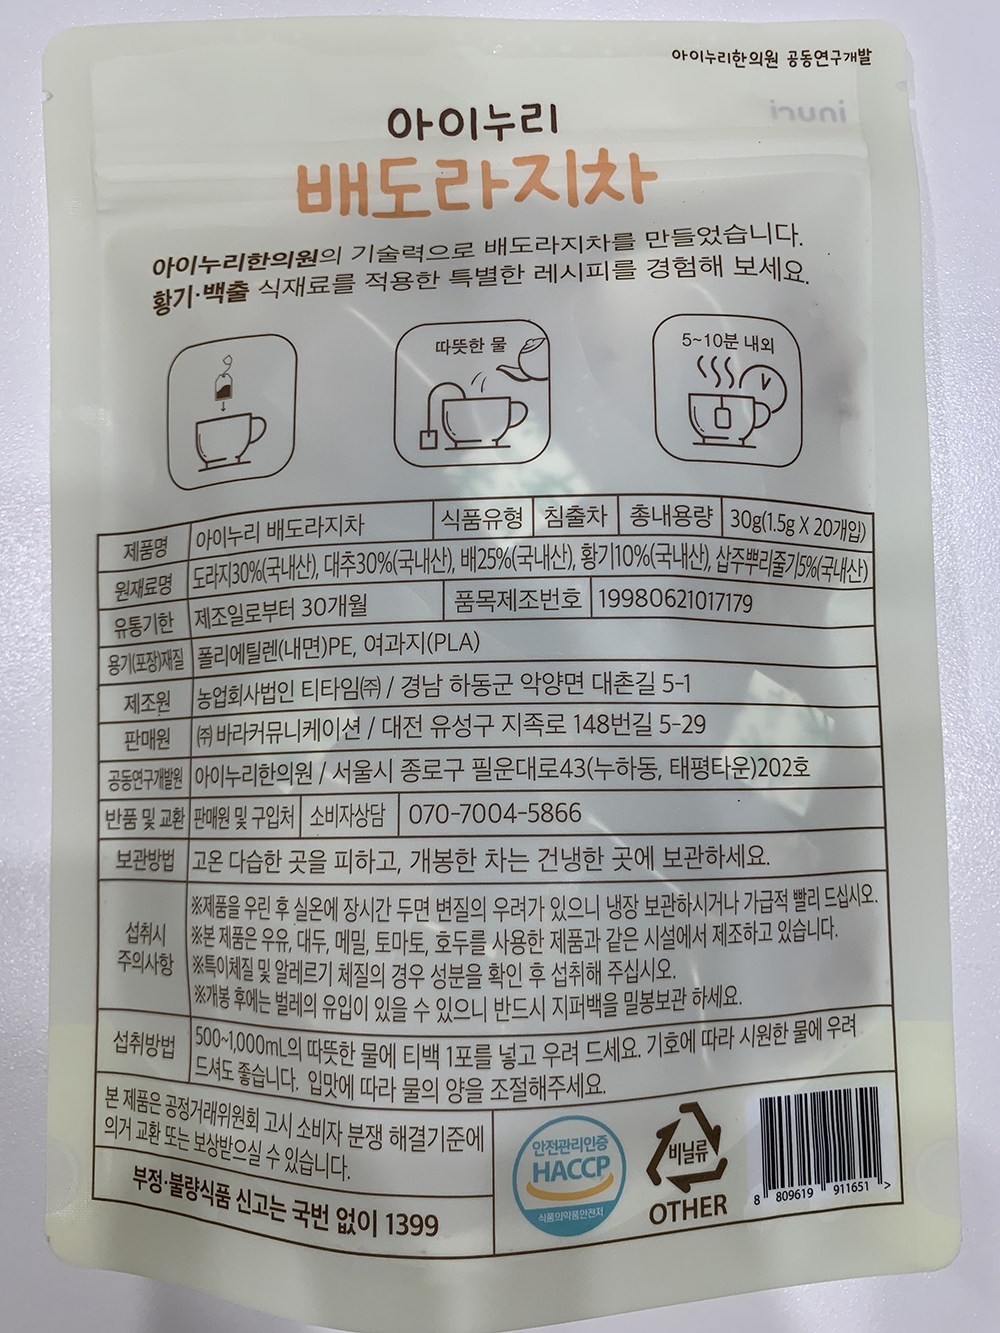 아이누리한의원 공동연구개발
inuri
아이누리
배도라지차
아이누리한의원의 기술력으로 배도라지차를 만들었습니다.
황기·백출 식재료를 적용한 특별한 레시피를 경험해 보세요.
따뜻한 물
5~10분 내외
제품명 아이누리 배도라지차 식품유형 침출차 총내용량 30g(1.5g X 20개입)
원재료명 도라지30%(국내산), 대추30%(국내산), 배25%(국내산), 황기10%(국내산), 삽주뿌리줄기5%(국내산)
유통기한 제조일로부터 30개월 품목제조번호 19980621017179
용기(포장)재질 폴리에틸렌(내면)PE, 여과지(PLA)
제조원 농업회사법인 티타임㈜ / 경남 하동군 악양면 대촌길 5-1
판매원 ㈜ 바라커뮤니케이션 / 대전 유성구 지족로 148번길 5-29
공동연구개발원 아이누리한의원 / 서울시 종로구 필운대로43(누하동, 태평타운)202호
반품 및 교환 판매원 및 구입처 소비자상담 070-7004-5866
보관방법 고온 다습한 곳을 피하고, 개봉한 차는 건냉한 곳에 보관하세요.
섭취시 주의사항
※제품을 우린 후 실온에 장시간 두면 변질의 우려가 있으니 냉장 보관하시거나 가급적 빨리 드십시오.
※본 제품은 우유, 대두, 메밀, 토마토, 호두를 사용한 제품과 같은 시설에서 제조하고 있습니다.
※특이체질 및 알레르기 체질의 경우 성분을 확인 후 섭취해 주십시오.
※개봉 후에는 벌레의 유입이 있을 수 있으니 반드시 지퍼백을 밀봉보관 하세요.
섭취방법 500~1,000mL의 따뜻한 물에 티백 1포를 넣고 우려 드세요. 기호에 따라 시원한 물에 우려
드셔도 좋습니다. 입맛에 따라 물의 양을 조절해주세요.
본 제품은 공정거래위원회 고시 소비자 분쟁 해결기준에
의거 교환 또는 보상받으실 수 있습니다.
부정·불량식품 신고는 국번 없이 1399
안전관리인증
HACCP
식품의약품안전처
비닐류
OTHER
8 809619 911651 >